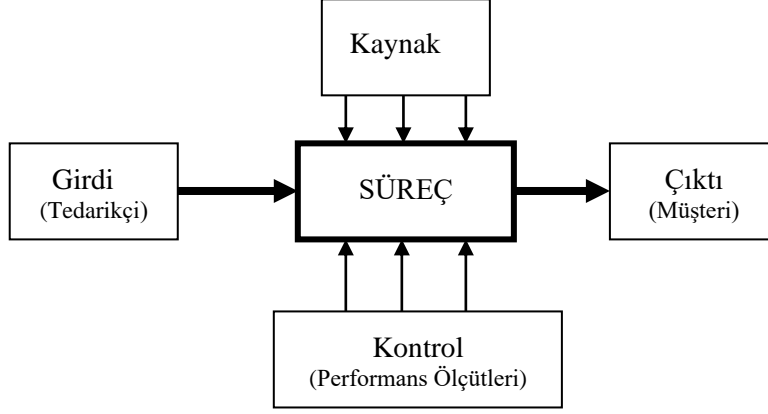 Kaynak
Girdi
(Tedarikçi)
SÜREÇ
Çıktı
(Müşteri)
Kontrol
(Performans Ölçütleri)